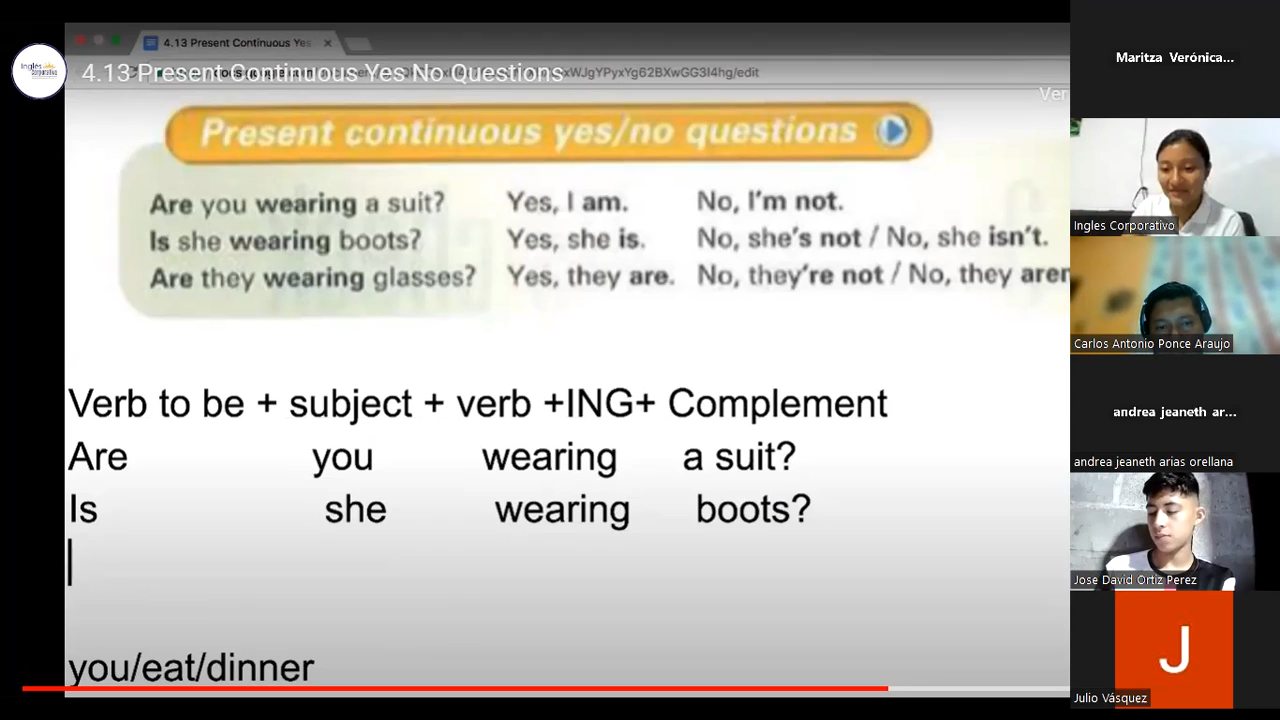 4.13 Present Continuous Yes
Inglés
Corporativo
4.13 Present Continuous Yes No Questions
Ver
Present continuous yes/no questions
Are you wearing a suit? Yes, I am. No, I'm not.
Is she wearing boots? Yes, she is. No, she's not / No, she isn't.
Are they wearing glasses? Yes, they are. No, they're not / No, they aren
Verb to be + subject + verb +ING+ Complement
Are you wearing a suit?
Is she wearing boots?
you/eat/dinner
Maritza Verónica...
Ingles Corporativo
Carlos Antonio Ponce Araujo
andrea jeaneth ar...
andrea jeaneth arias orellana
Jose David Ortiz Perez
J
Julio Vásquez